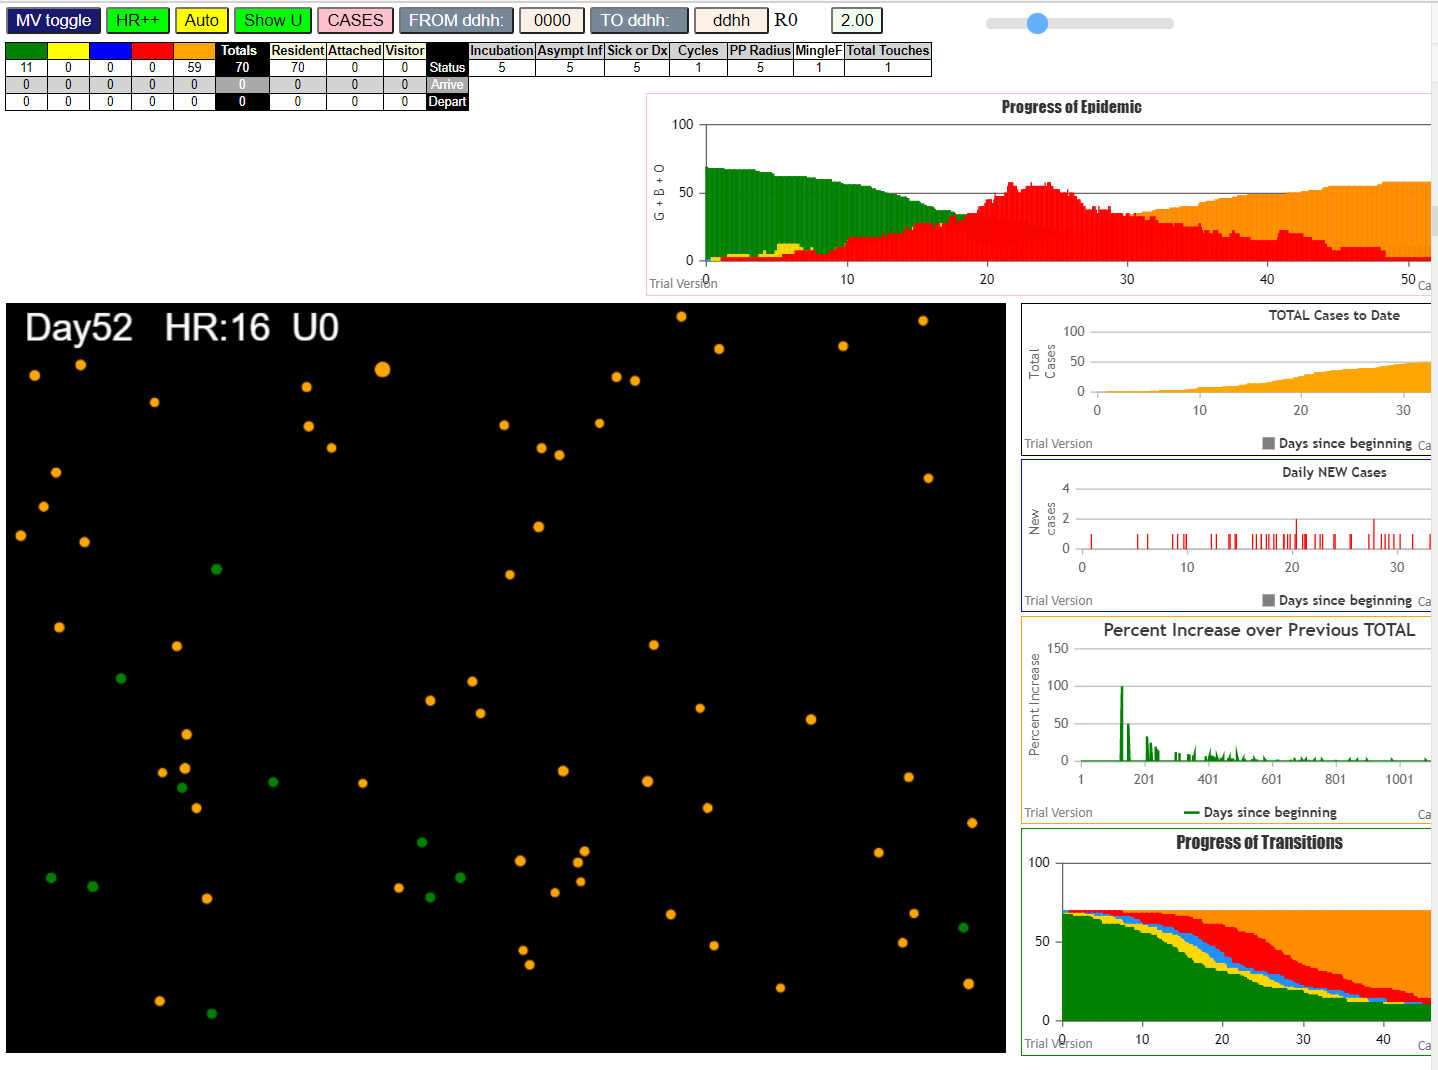 MV toggle HR++ Auto Show U CASES FROM ddhh: 0000 TO ddhh: ddhh R0 2.00
Totals Resident Attached Visitor Incubation Asympt Inf Sick or Dx Cycles PP Radius MingleF Total Touches
11 0 0 0 59 70 70 0 0 Status 5 5 5 1 5 1 1
0 0 0 0 0 0 0 0 0 Arrive
0 0 0 0 0 0 0 0 0 Depart
Progress of Epidemic
100
G + B + O
50
0
0 10 20 30 40 50
Trial Version Ca
Day52 HR:16 U0
TOTAL Cases to Date
100
Total
Cases
50
0
0 10 20 30
Days since beginning
Trial Version Ca
Daily NEW Cases
4
New
cases
2
0
0 10 20 30
Days since beginning
Trial Version Ca
Percent Increase over Previous TOTAL
150
Percent Increase
100
50
0
1 201 401 601 801 1001
Days since beginning
Trial Version Ca
Progress of Transitions
100
50
0
0 10 20 30 40
Trial Version Ca